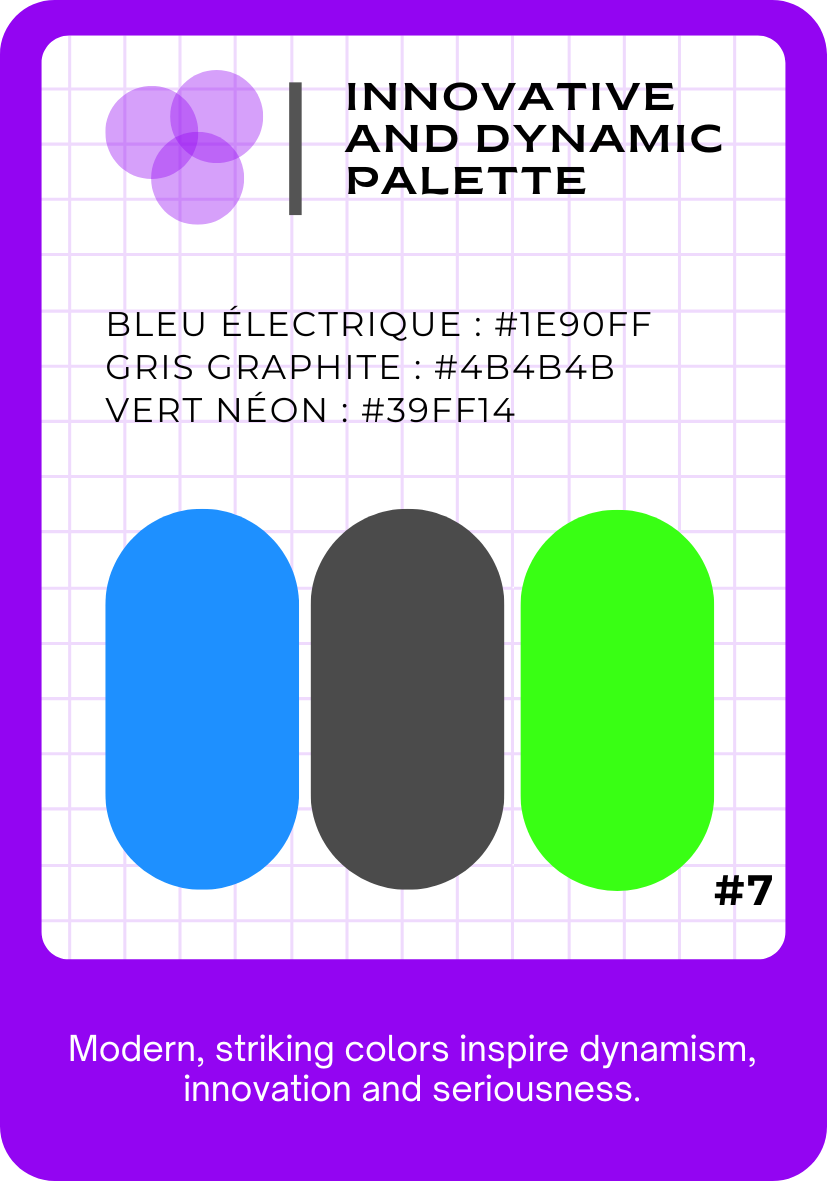 INNOVATIVE
AND DYNAMIC
PALETTE
BLEU ÉLECTRIQUE : #1E90FF
GRIS GRAPHITE : #4B4B4B
VERT NÉON : #39FF14
#7
Modern, striking colors inspire dynamism,
innovation and seriousness.